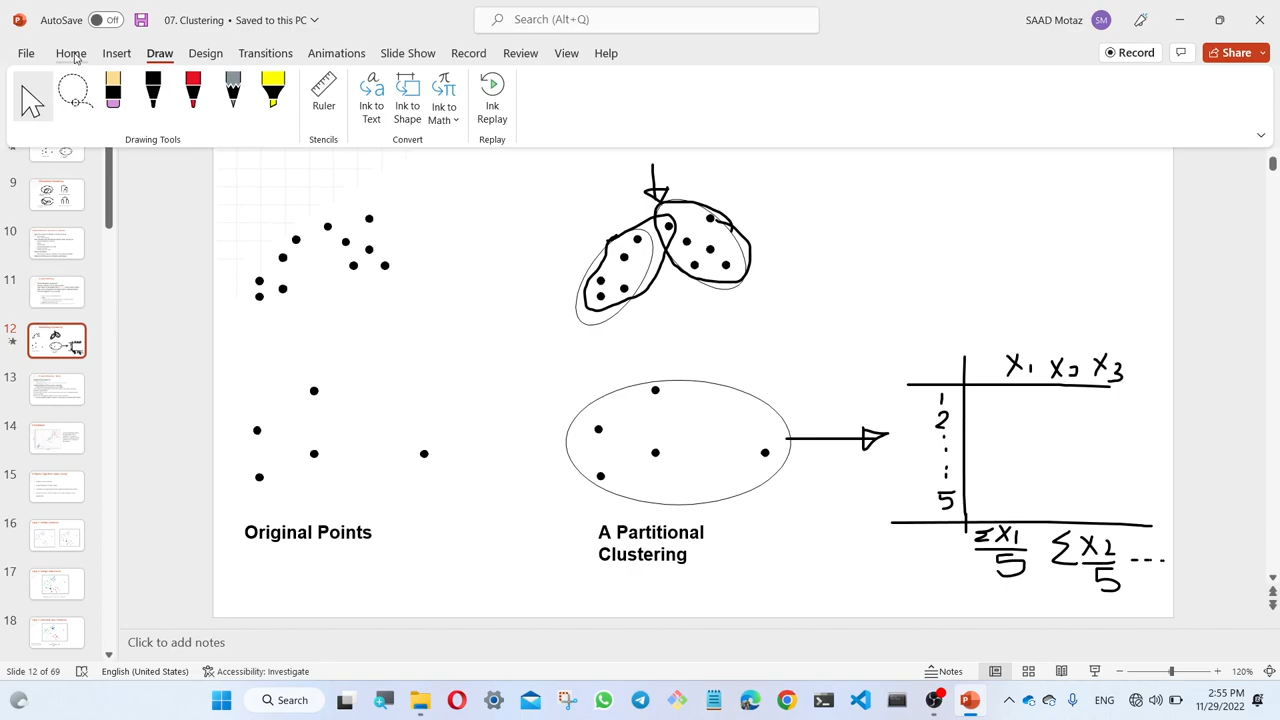 AutoSave Off 07. Clustering • Saved to this PC Search (Alt+Q) SAAD Motaz SM
File Home Insert Draw Design Transitions Animations Slide Show Record Review View Help Record Share
Ruler
Ink to Text
Ink to Shape
Ink to Math
Ink Replay
Drawing Tools Stencils Convert Replay
9
10
11
12
13
14
15
16
17
18
X1 X2 X3
1
2
5
ΣX1/5 ΣX2/5 ----
Original Points
A Partitional
Clustering
Click to add notes
Slide 12 of 69 English (United States) Accessibility: Investigate Notes 120%
Search ENG 2:55 PM
11/29/2022